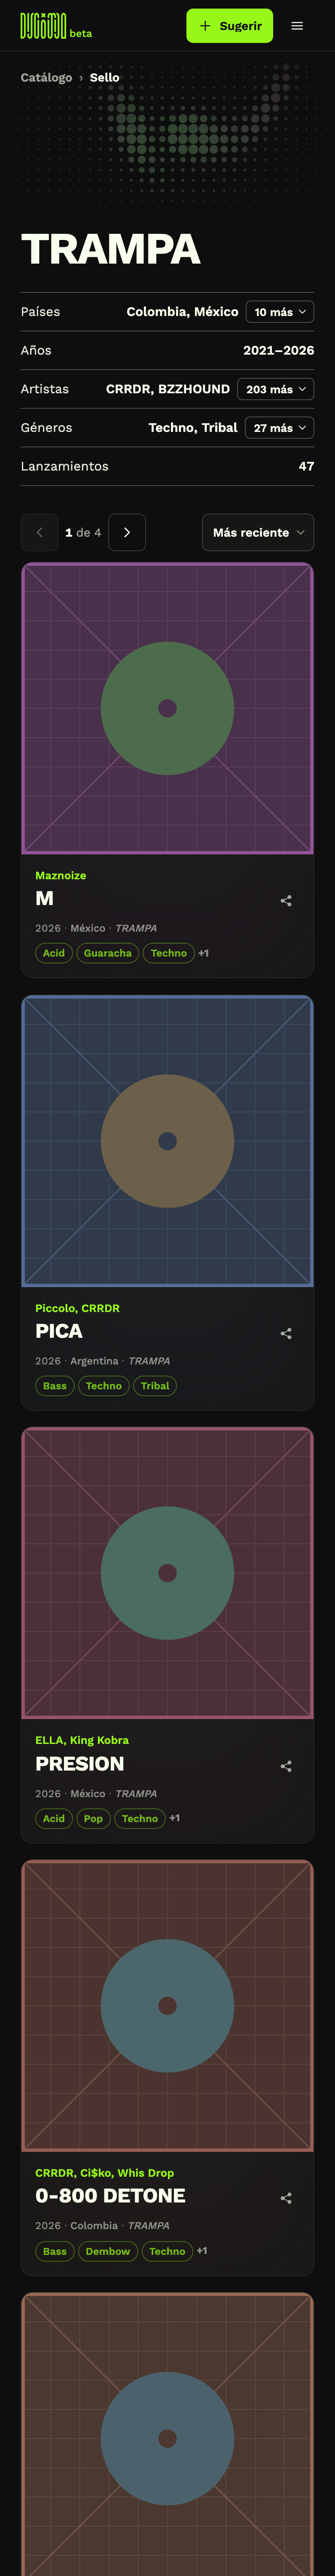 DIGGIMI beta
Sugerir
Catálogo › Sello
TRAMPA
Países Colombia, México 10 más
Años 2021–2026
Artistas CRRDR, BZZHOUND 203 más
Géneros Techno, Tribal 27 más
Lanzamientos 47
1 de 4 Más reciente
Maznoize
M
2026 · México · TRAMPA
Acid Guaracha Techno +1
Piccolo, CRRDR
PICA
2026 · Argentina · TRAMPA
Bass Techno Tribal
ELLA, King Kobra
PRESION
2026 · México · TRAMPA
Acid Pop Techno +1
CRRDR, Ci$ko, Whis Drop
0-800 DETONE
2026 · Colombia · TRAMPA
Bass Dembow Techno +1